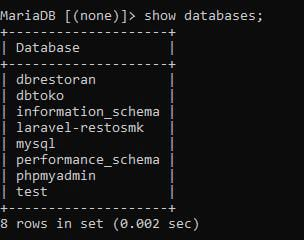 MariaDB [(none)]> show databases;
+--------------------+
| Database           |
+--------------------+
| dbrestoran         |
| dbtoko             |
| information_schema |
| laravel-restosmk   |
| mysql              |
| performance_schema |
| phpmyadmin         |
| test               |
+--------------------+
8 rows in set (0.002 sec)